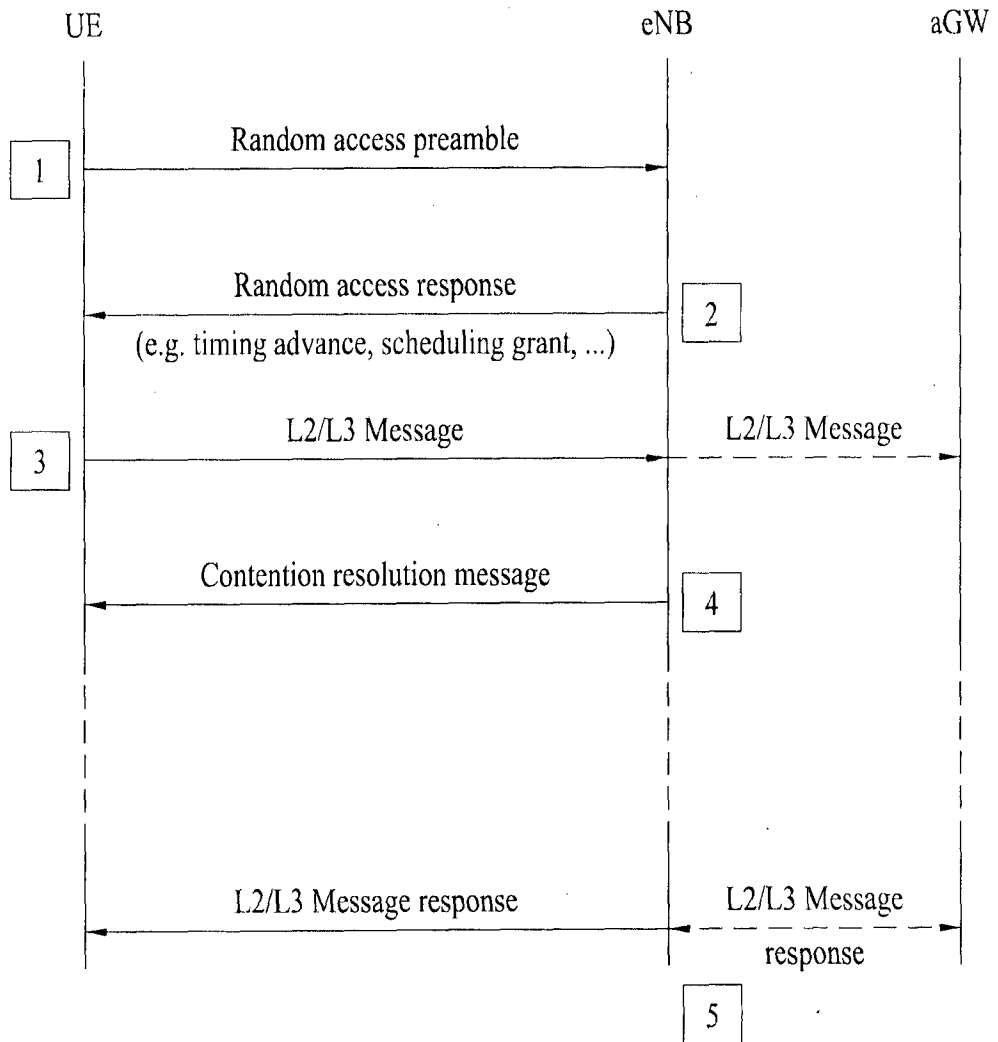 UE eNB aGW
Random access preamble
1
Random access response
2
(e.g. timing advance, scheduling grant, ...)
L2/L3 Message L2/L3 Message
3
Contention resolution message
4
L2/L3 Message response L2/L3 Message
response
5